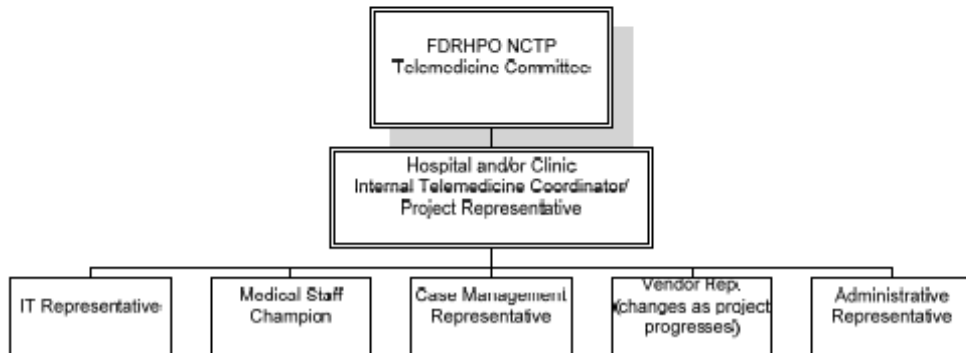 FDRHPO NCTP
Telemedicine Committee
Hospital and/or Clinic
Internal Telemedicine Coordinator/
Project Representative
IT Representative
Medical Staff
Champion
Case Management
Representative
Vendor Rep.
(changes as project
progresses)
Administrative
Representative